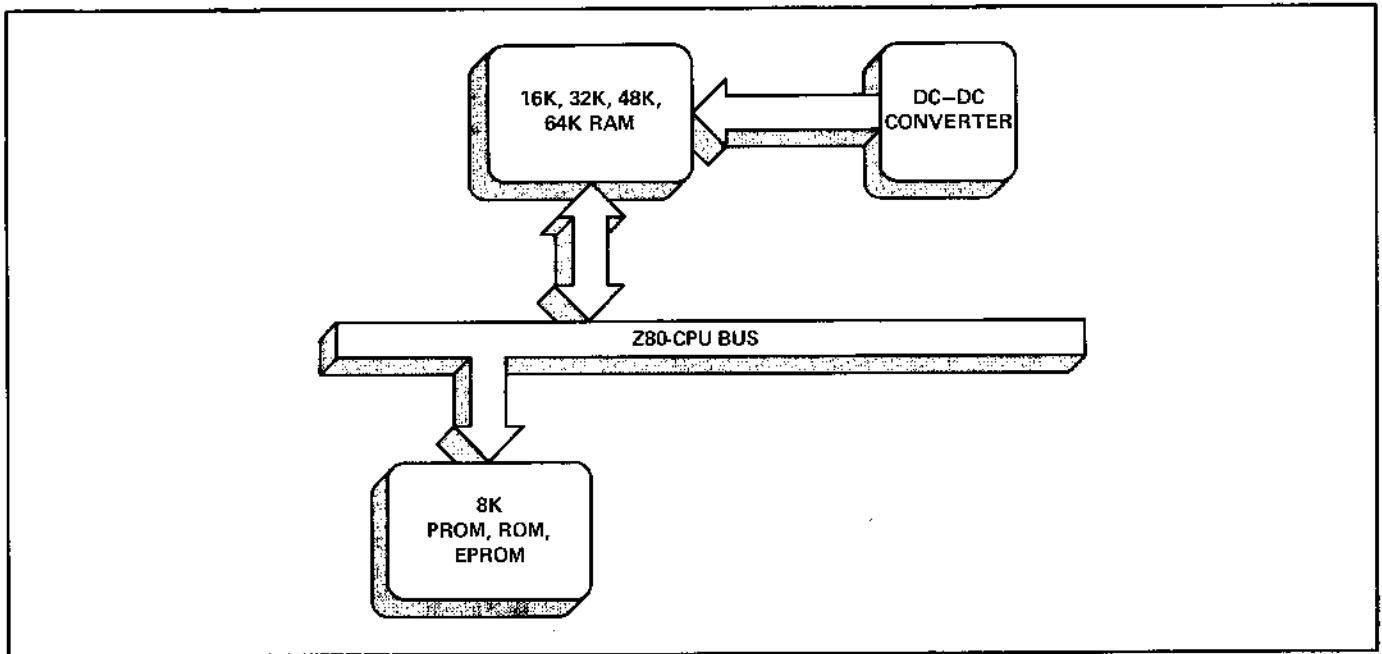 16K, 32K, 48K,
64K RAM
DC–DC
CONVERTER
Z80-CPU BUS
8K
PROM, ROM,
EPROM